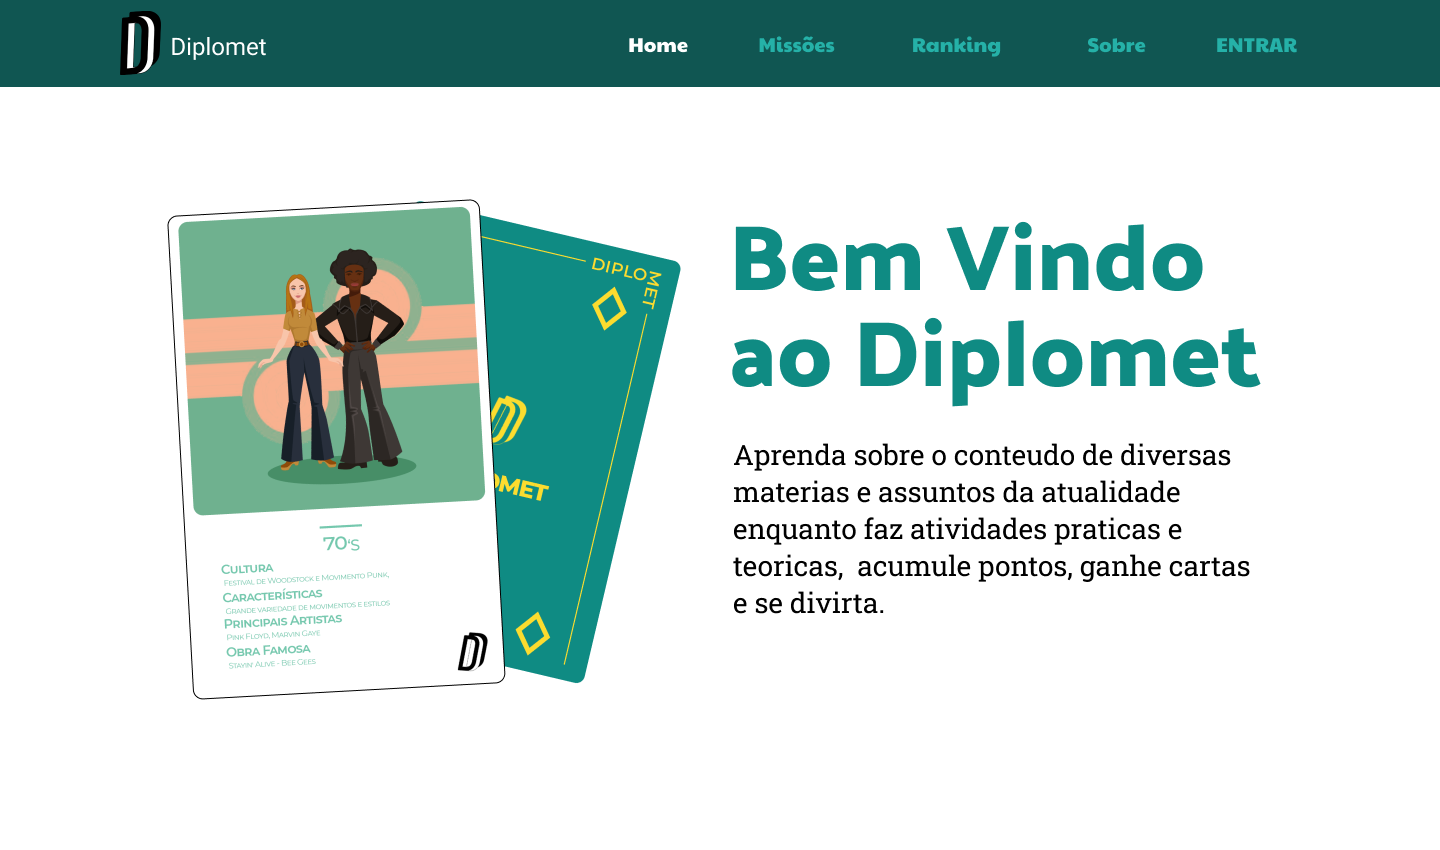 Diplomet
Home Missões Ranking Sobre ENTRAR
DIPLOMET
OMET
70'S
CULTURA
FESTIVAL DE WOODSTOCK E MOVIMENTO PUNK,
CARACTERÍSTICAS
GRANDE VARIEDADE DE MOVIMENTOS E ESTILOS
PRINCIPAIS ARTISTAS
PINK FLOYD, MARVIN GAYE
OBRA FAMOSA
STAYIN' ALIVE - BEE GEES
Bem Vindo
ao Diplomet
Aprenda sobre o conteudo de diversas
materias e assuntos da atualidade
enquanto faz atividades praticas e
teoricas,  acumule pontos, ganhe cartas
e se divirta.